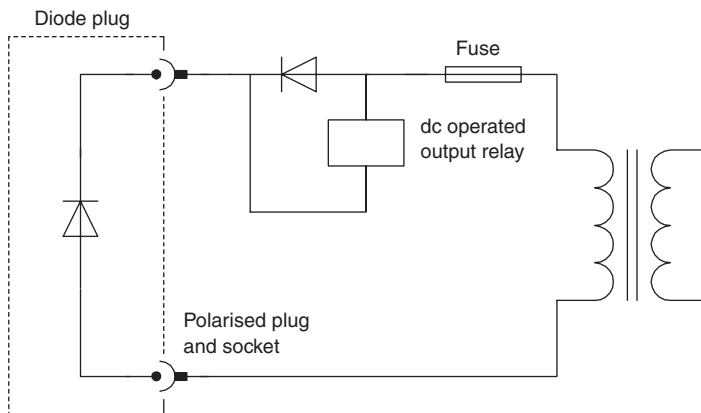 Diode plug
Fuse
dc operated
output relay
Polarised plug
and socket